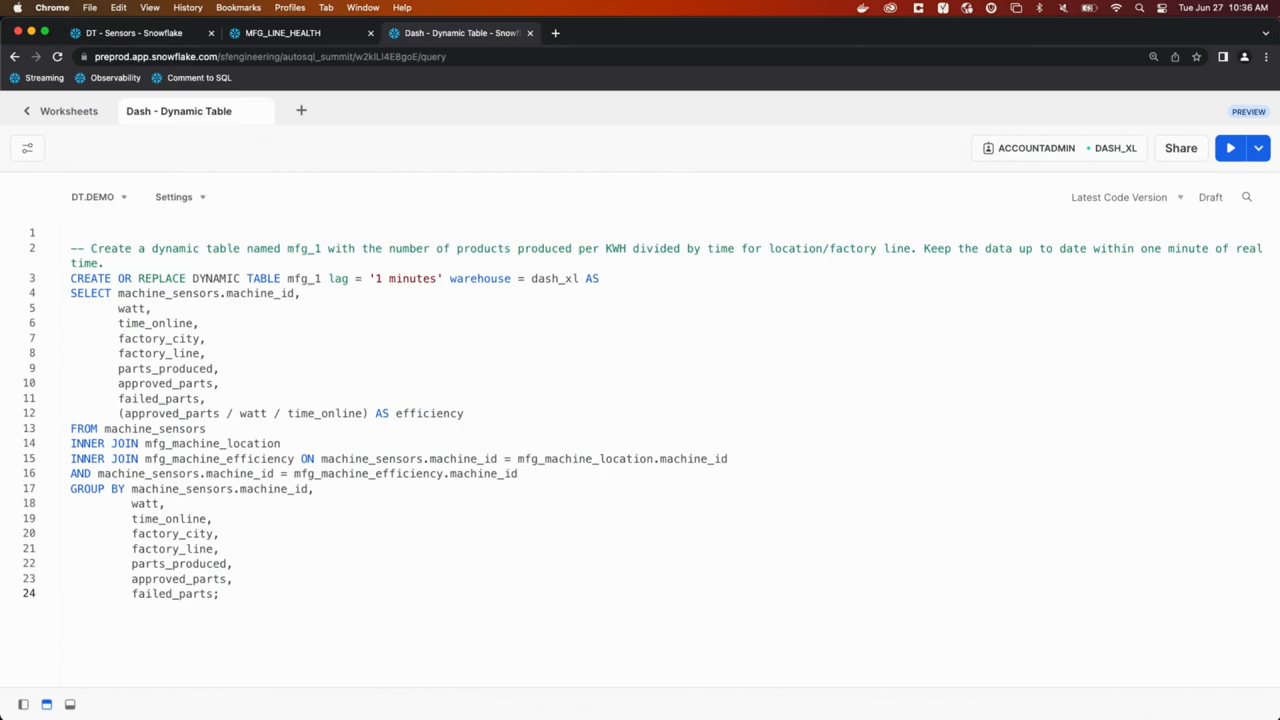 Chrome File Edit View History Bookmarks Profiles Tab Window Help Tue Jun 27 10:36 AM
DT - Sensors - Snowflake MFG_LINE_HEALTH Dash - Dynamic Table - Snowfl
preprod.app.snowflake.com/sfengineering/autosql_summit/w2kILI4E8goE/query
Streaming Observability Comment to SQL
Worksheets Dash - Dynamic Table
PREVIEW
ACCOUNTADMIN DASH_XL Share
DT.DEMO Settings Latest Code Version Draft
1
2 -- Create a dynamic table named mfg_1 with the number of products produced per KWH divided by time for location/factory line. Keep the data up to date within one minute of real
time.
3 CREATE OR REPLACE DYNAMIC TABLE mfg_1 lag = '1 minutes' warehouse = dash_xl AS
4 SELECT machine_sensors.machine_id,
5 watt,
6 time_online,
7 factory_city,
8 factory_line,
9 parts_produced,
10 approved_parts,
11 failed_parts,
12 (approved_parts / watt / time_online) AS efficiency
13 FROM machine_sensors
14 INNER JOIN mfg_machine_location
15 INNER JOIN mfg_machine_efficiency ON machine_sensors.machine_id = mfg_machine_location.machine_id
16 AND machine_sensors.machine_id = mfg_machine_efficiency.machine_id
17 GROUP BY machine_sensors.machine_id,
18 watt,
19 time_online,
20 factory_city,
21 factory_line,
22 parts_produced,
23 approved_parts,
24 failed_parts;